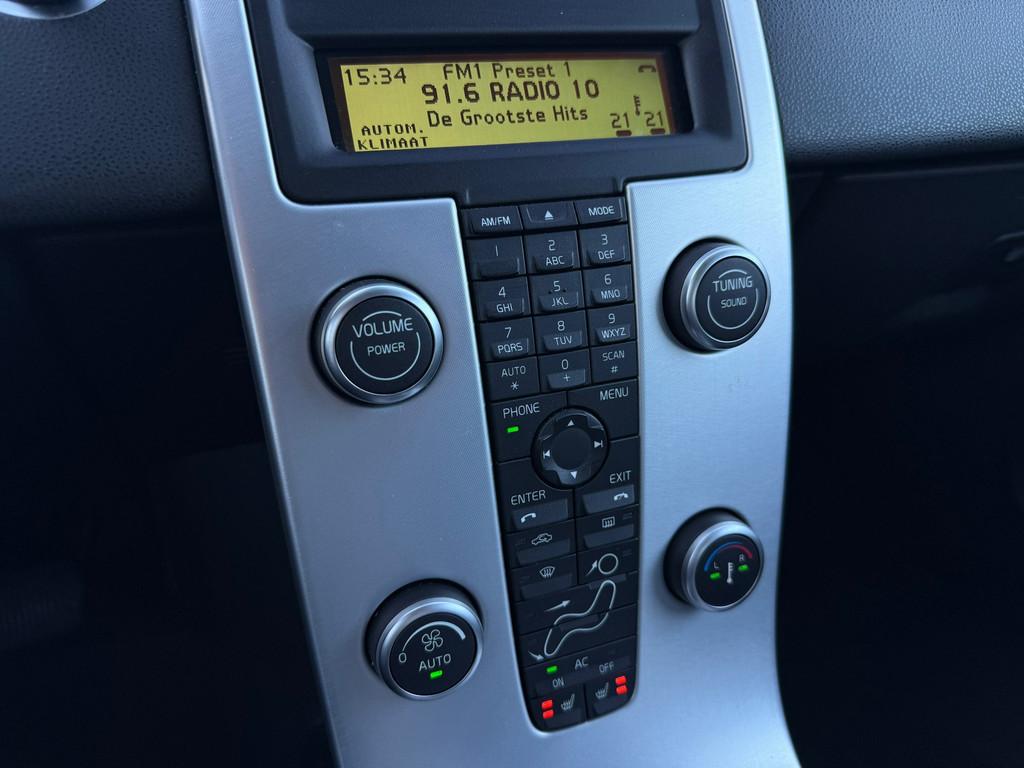 15:34
FM1 Preset 1
91.6 RADIO 10
De Grootste Hits
AUTOM.
KLIMAAT
21 21
AM/FM
MODE
1
2
ABC
3
DEF
4
GHI
5
JKL
6
MNO
7
PQRS
8
TUV
9
WXYZ
AUTO
*
0
+
SCAN
#
VOLUME
POWER
TUNING
SOUND
PHONE
MENU
ENTER
EXIT
L R
0
AUTO
AC
ON
OFF